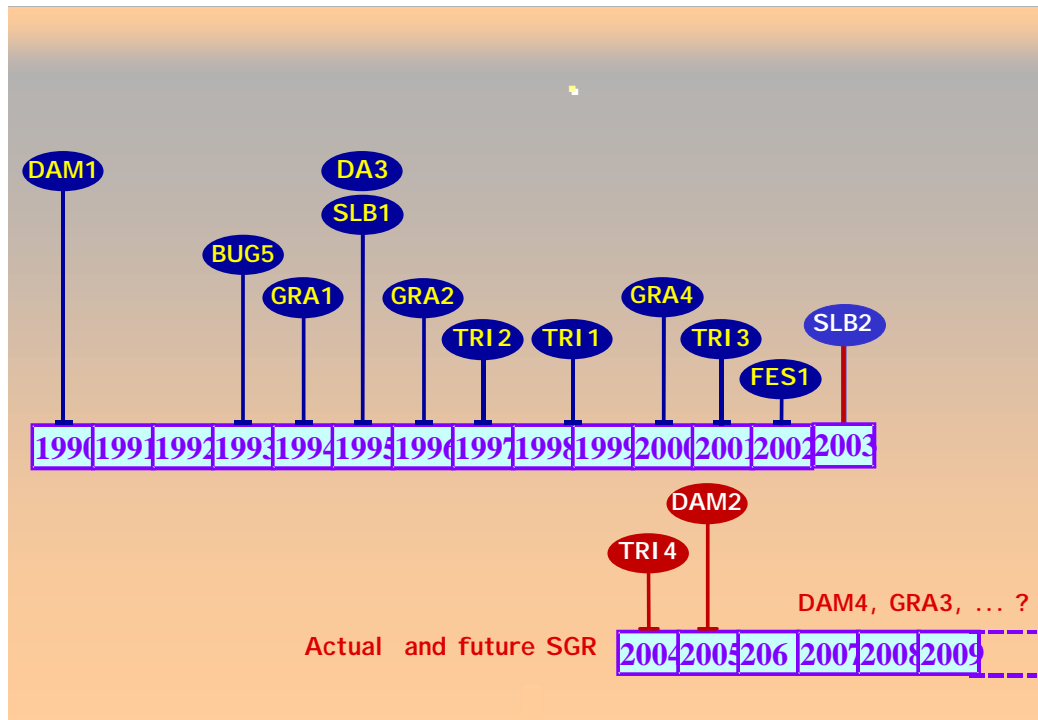 DAM1
DA3
SLB1
BUG5
GRA1
GRA2
GRA4
TRI2
TRI1
TRI3
SLB2
FES1
1990 1991 1992 1993 1994 1995 1996 1997 1998 1999 2000 2001 2002 2003
DAM2
TRI4
DAM4, GRA3, ... ?
Actual and future SGR
2004 2005 206 2007 2008 2009